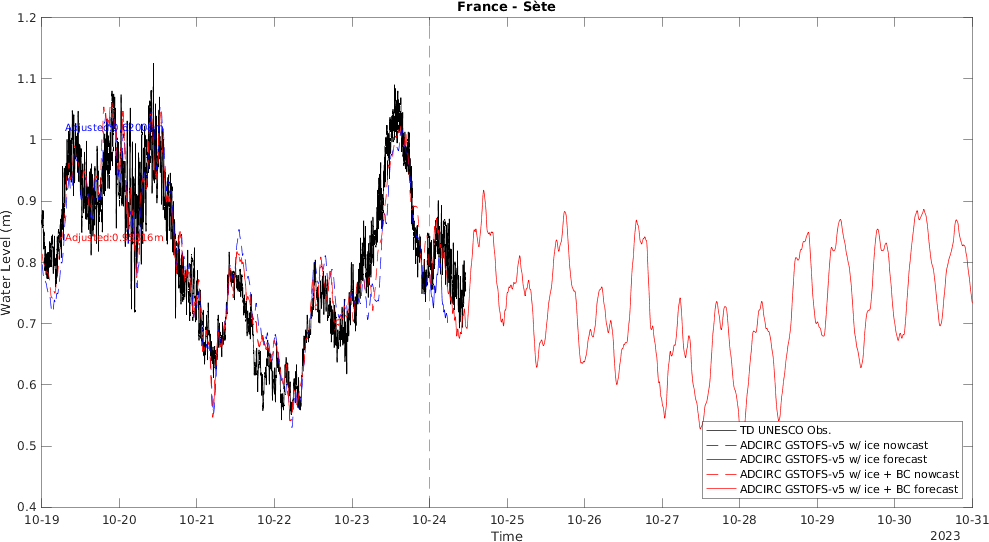 France - Sète
1.2
1.1
1
0.9
0.8
0.7
0.6
0.5
0.4
Water Level (m)
10-19
10-20
10-21
10-22
10-23
10-24
10-25
10-26
10-27
10-28
10-29
10-30
10-31
2023
Time
TD UNESCO Obs.
ADCIRC GSTOFS-v5 w/ ice nowcast
ADCIRC GSTOFS-v5 w/ ice forecast
ADCIRC GSTOFS-v5 w/ ice + BC nowcast
ADCIRC GSTOFS-v5 w/ ice + BC forecast